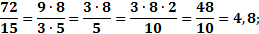 72/15 = 9 · 8/3 · 5 = 3 · 8/5 = 3 · 8 · 2/10 = 48/10 = 4,8;